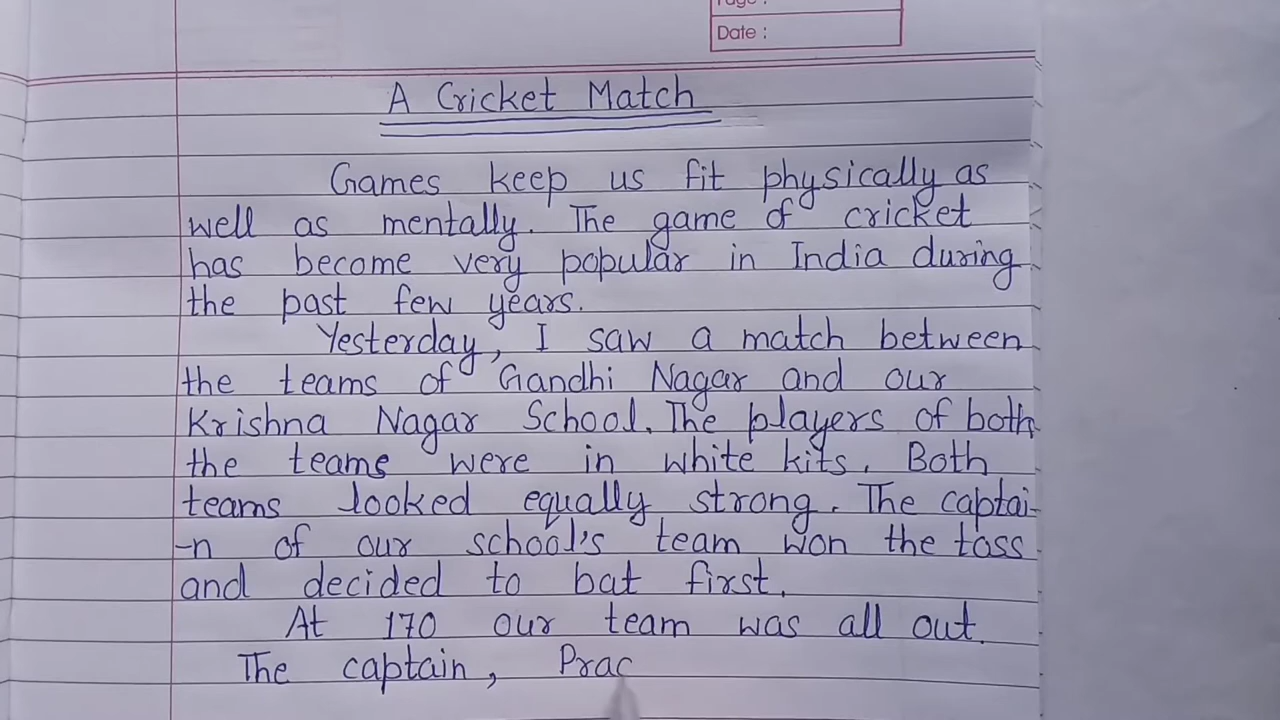 Date :
A Cricket Match
Games keep us fit physically as
well as mentally. The game of cricket
has become very popular in India during
the past few years.
Yesterday, I saw a match between
the teams of Gandhi Nagar and our
Krishna Nagar School. The players of both
the teams were in white kits. Both
teams looked equally strong. The captai-
-n of our school's team won the toss
and decided to bat first.
At 170 our team was all out.
The captain, Prac